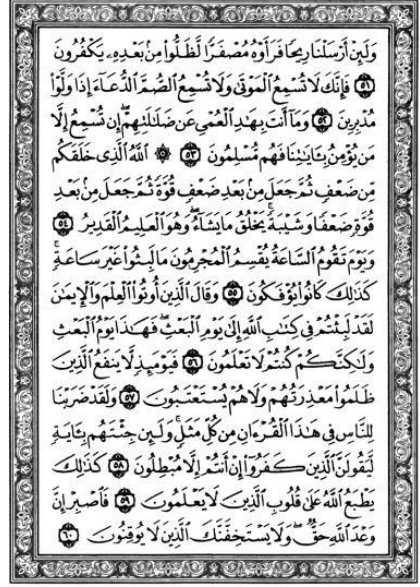 وَلَئِنْ أَرْسَلْنَا رِيحًا فَرَأَوْهُ مُصْفَرًّا لَّظَلُّوا۟ مِنۢ بَعْدِهِۦ يَكْفُرُونَ
﴿٥١﴾ فَإِنَّكَ لَا تُسْمِعُ ٱلْمَوْتَىٰ وَلَا تُسْمِعُ ٱلصُّمَّ ٱلدُّعَآءَ إِذَا وَلَّوْا۟
مُدْبِرِينَ ﴿٥٢﴾ وَمَآ أَنتَ بِهَـٰدِ ٱلْعُمْىِ عَن ضَلَـٰلَتِهِمْ ۖ إِن تُسْمِعُ إِلَّا
مَن يُؤْمِنُ بِـَٔايَـٰتِنَا فَهُم مُّسْلِمُونَ ﴿٥٣﴾ ۞ ٱللَّهُ ٱلَّذِى خَلَقَكُم
مِّن ضَعْفٍ ثُمَّ جَعَلَ مِنۢ بَعْدِ ضَعْفٍ قُوَّةً ثُمَّ جَعَلَ مِنۢ بَعْدِ
قُوَّةٍ ضَعْفًا وَشَيْبَةً ۚ يَخْلُقُ مَا يَشَآءُ ۖ وَهُوَ ٱلْعَلِيمُ ٱلْقَدِيرُ ﴿٥٤﴾
وَيَوْمَ تَقُومُ ٱلسَّاعَةُ يُقْسِمُ ٱلْمُجْرِمُونَ مَا لَبِثُوا۟ غَيْرَ سَاعَةٍ ۚ
كَذَٰلِكَ كَانُوا۟ يُؤْفَكُونَ ﴿٥٥﴾ وَقَالَ ٱلَّذِينَ أُوتُوا۟ ٱلْعِلْمَ وَٱلْإِيمَـٰنَ
لَقَدْ لَبِثْتُمْ فِى كِتَـٰبِ ٱللَّهِ إِلَىٰ يَوْمِ ٱلْبَعْثِ ۖ فَهَـٰذَا يَوْمُ ٱلْبَعْثِ
وَلَـٰكِنَّكُمْ كُنتُمْ لَا تَعْلَمُونَ ﴿٥٦﴾ فَيَوْمَئِذٍ لَّا يَنفَعُ ٱلَّذِينَ
ظَلَمُوا۟ مَعْذِرَتُهُمْ وَلَا هُمْ يُسْتَعْتَبُونَ ﴿٥٧﴾ وَلَقَدْ ضَرَبْنَا
لِلنَّاسِ فِى هَـٰذَا ٱلْقُرْءَانِ مِن كُلِّ مَثَلٍ ۚ وَلَئِن جِئْتَهُم بِـَٔايَةٍ
لَّيَقُولَنَّ ٱلَّذِينَ كَفَرُوٓا۟ إِنْ أَنتُمْ إِلَّا مُبْطِلُونَ ﴿٥٨﴾ كَذَٰلِكَ
يَطْبَعُ ٱللَّهُ عَلَىٰ قُلُوبِ ٱلَّذِينَ لَا يَعْلَمُونَ ﴿٥٩﴾ فَٱصْبِرْ إِنَّ
وَعْدَ ٱللَّهِ حَقٌّ ۖ وَلَا يَسْتَخِفَّنَّكَ ٱلَّذِينَ لَا يُوقِنُونَ ﴿٦٠﴾